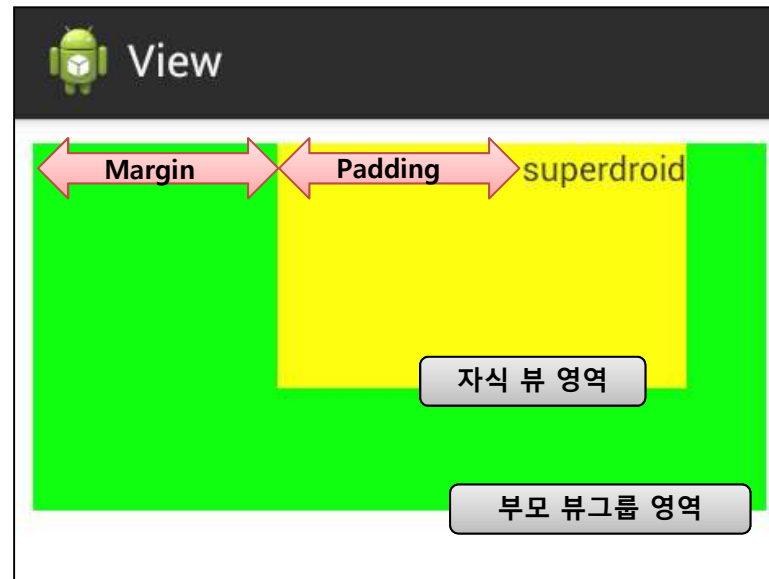 View
Margin
Padding
superdroid
자식 뷰 영역
부모 뷰그룹 영역